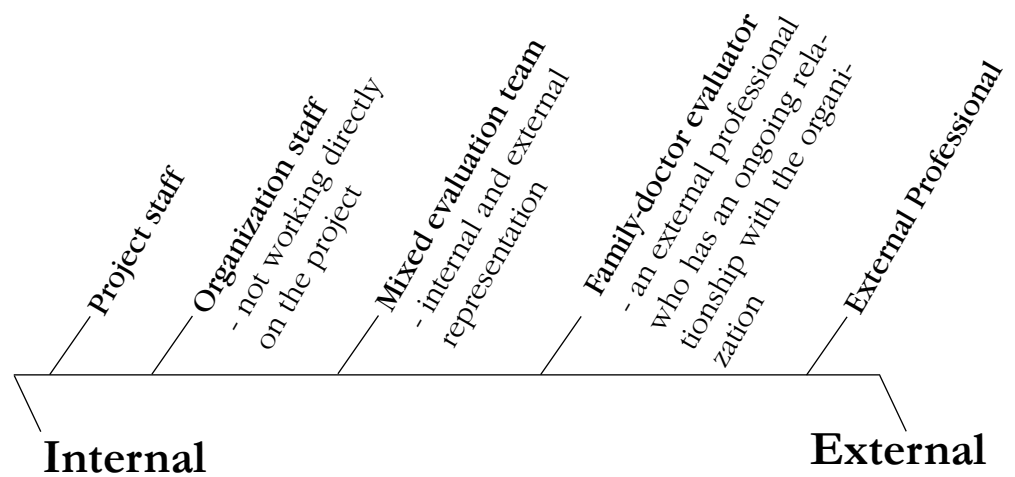 Project staff
Organization staff
- not working directly
on the project
Mixed evaluation team
- internal and external
representation
Family-doctor evaluator
- an external professional
who has an ongoing rela-
tionship with the organi-
zation
External Professional
Internal
External